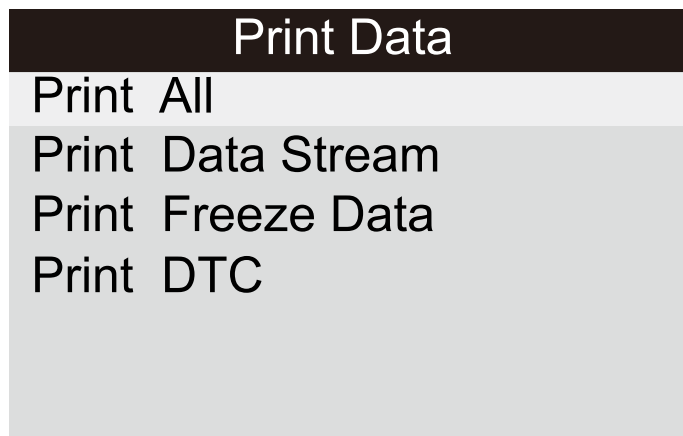 Print Data
Print All
Print Data Stream
Print Freeze Data
Print DTC